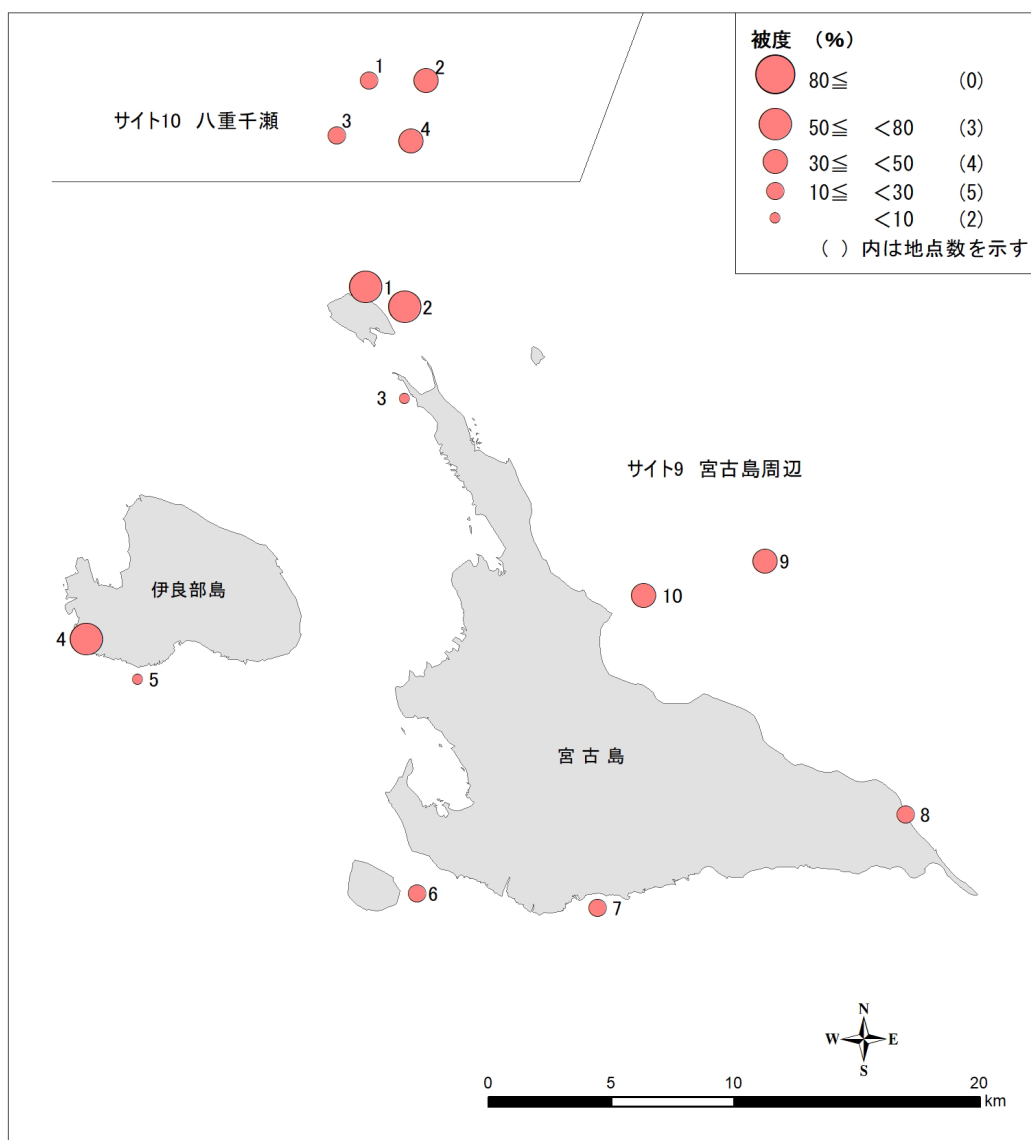 1
2
サイト10 八重千瀬
3
4
被度 (%)
80≦ (0)
50≦ <80 (3)
30≦ <50 (4)
10≦ <30 (5)
<10 (2)
( ) 内は地点数を示す
1
2
3
サイト9 宮古島周辺
9
10
伊良部島
4
5
宮古島
8
6
7
N
W E
S
0 5 10 20
km